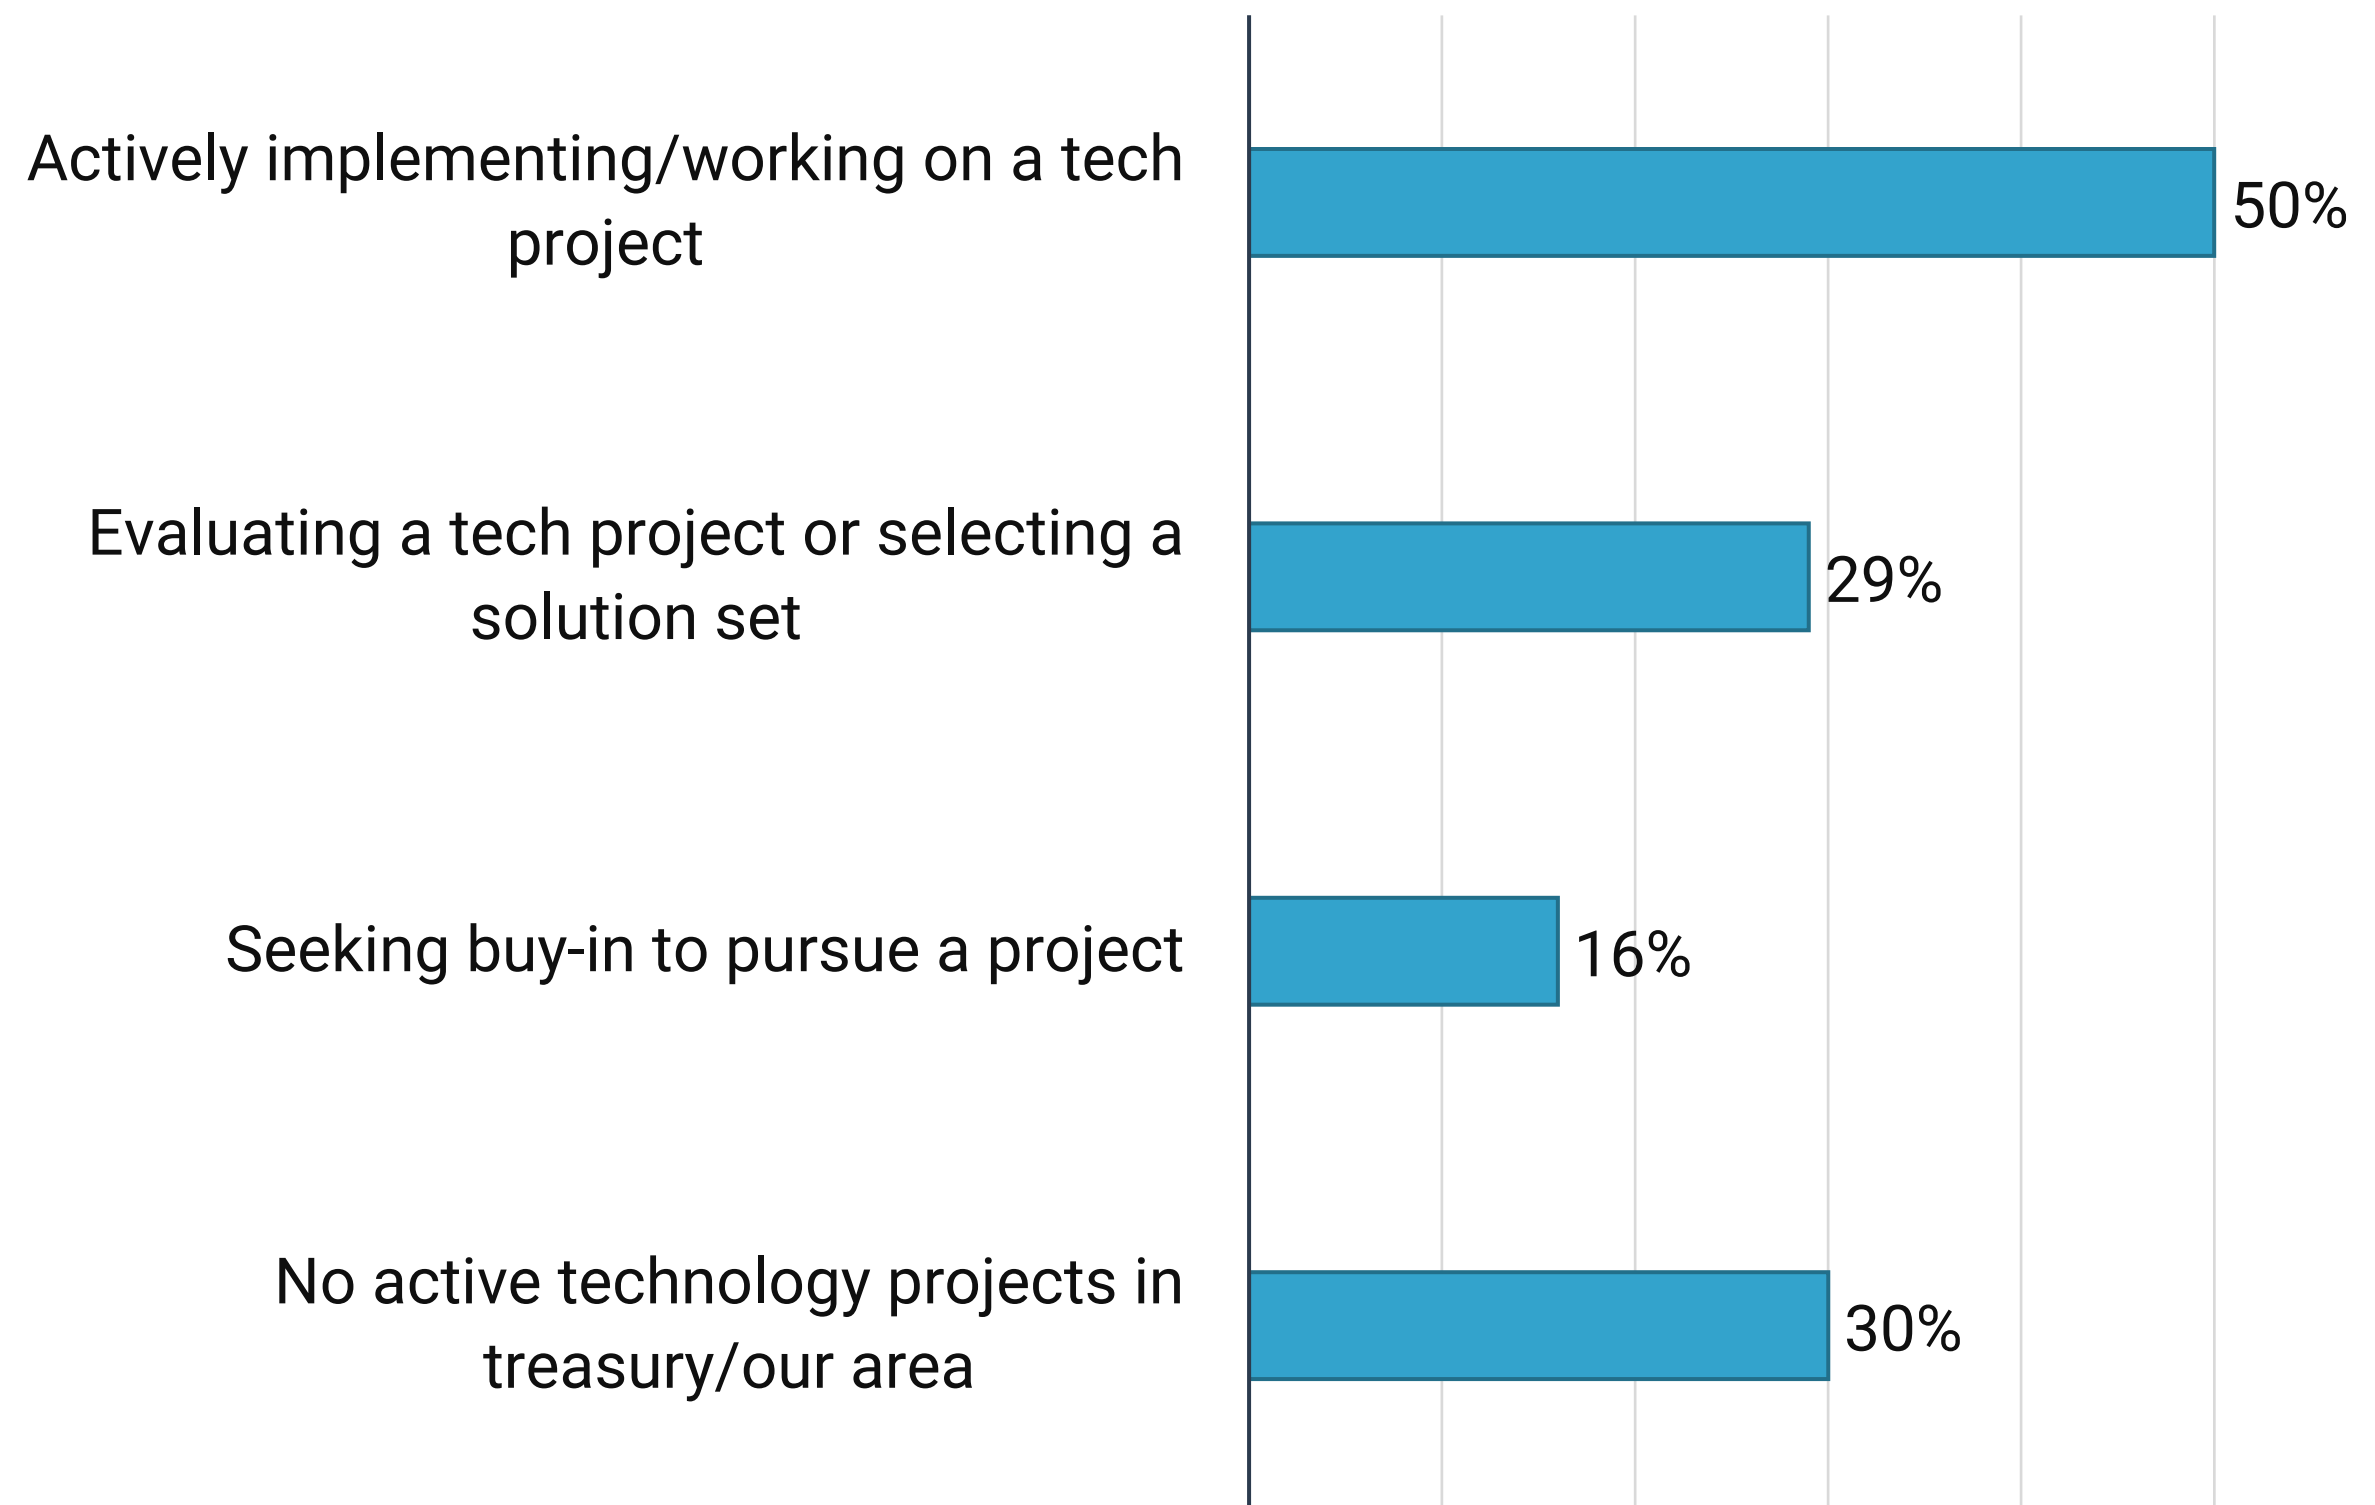 Actively implementing/working on a tech
project
50%
Evaluating a tech project or selecting a
solution set
29%
Seeking buy-in to pursue a project
16%
No active technology projects in
treasury/our area
30%